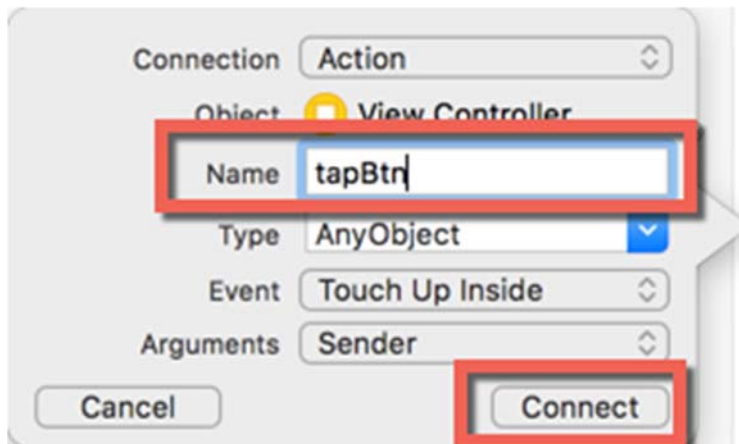 Connection Action
Object View Controller
Name tapBtn
Type AnyObject
Event Touch Up Inside
Arguments Sender
Cancel Connect